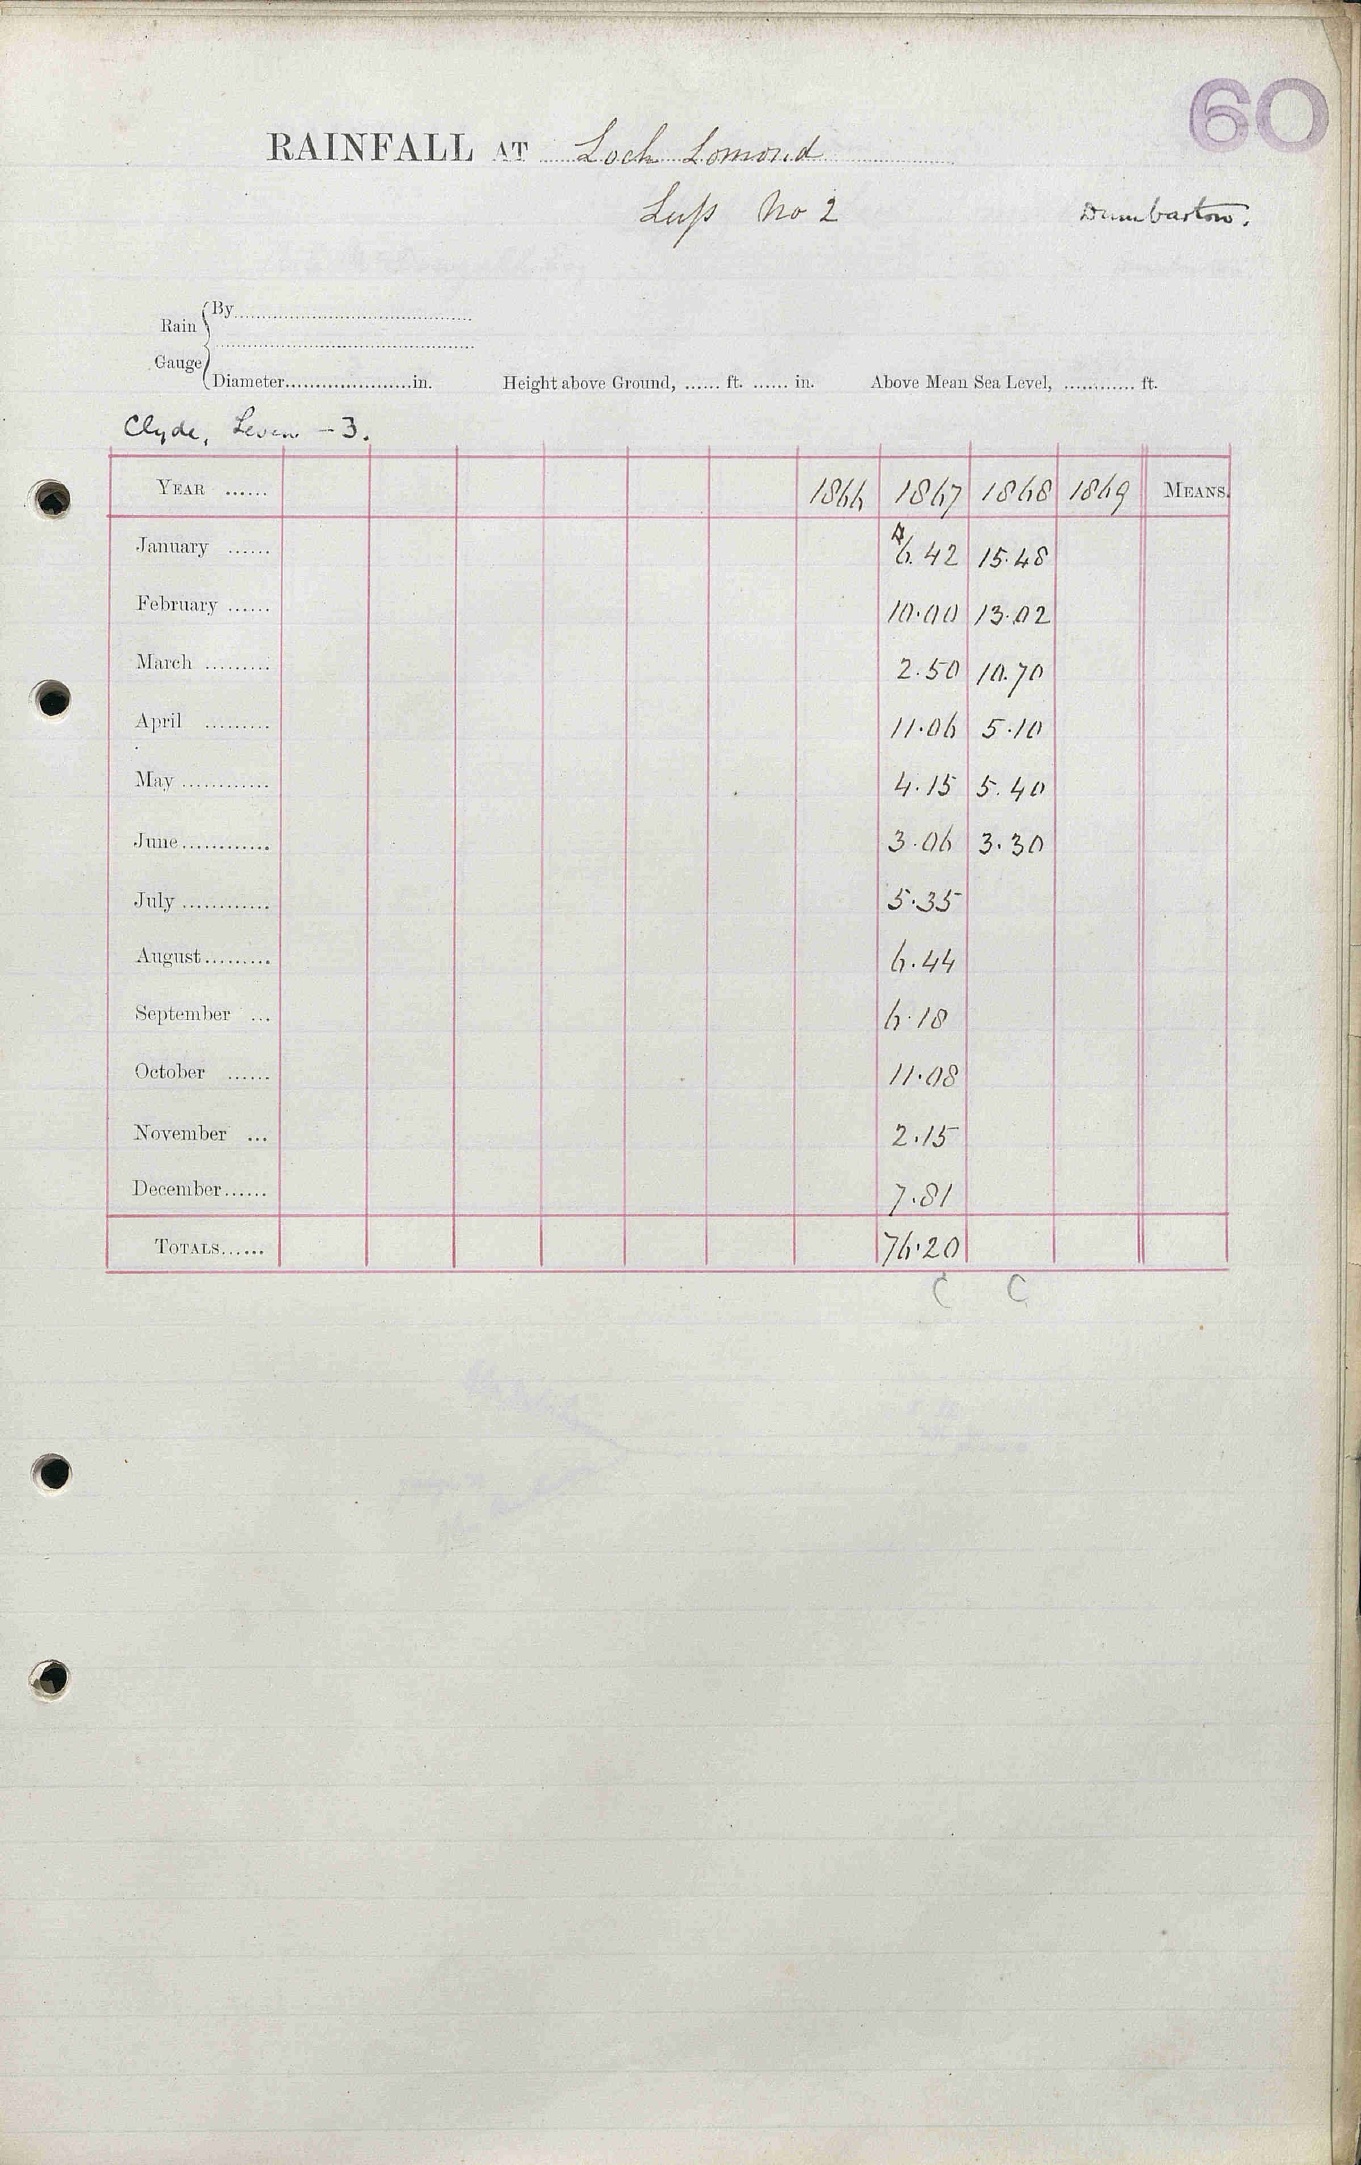 60
RAINFALL AT Loch Lomond
Luss No 2 Dumbarton.
Rain Gauge
By
Diameter in. Height above Ground, ft. in. Above Mean Sea Level, ft.
Clyde, Leven - 3.
YEAR 1866 1867 1868 1869 MEANS.
January 6.42 15.48
February 10.00 13.02
March 2.50 10.70
April 11.06 5.10
May 4.15 5.40
June 3.06 3.30
July 5.35
August 6.44
September 6.18
October 11.08
November 2.15
December 7.81
TOTALS 76.20
C C